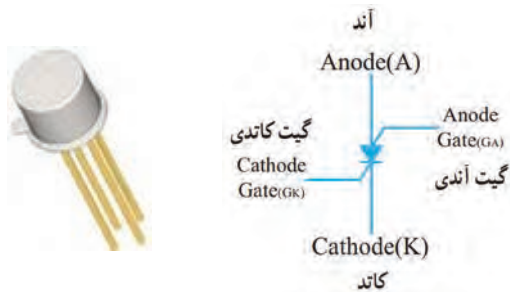 آند
Anode(A)
گیت کاتدی
Anode
Gate(GA)
Cathode
Gate(GK)
گیت آندی
Cathode(K)
کاتد